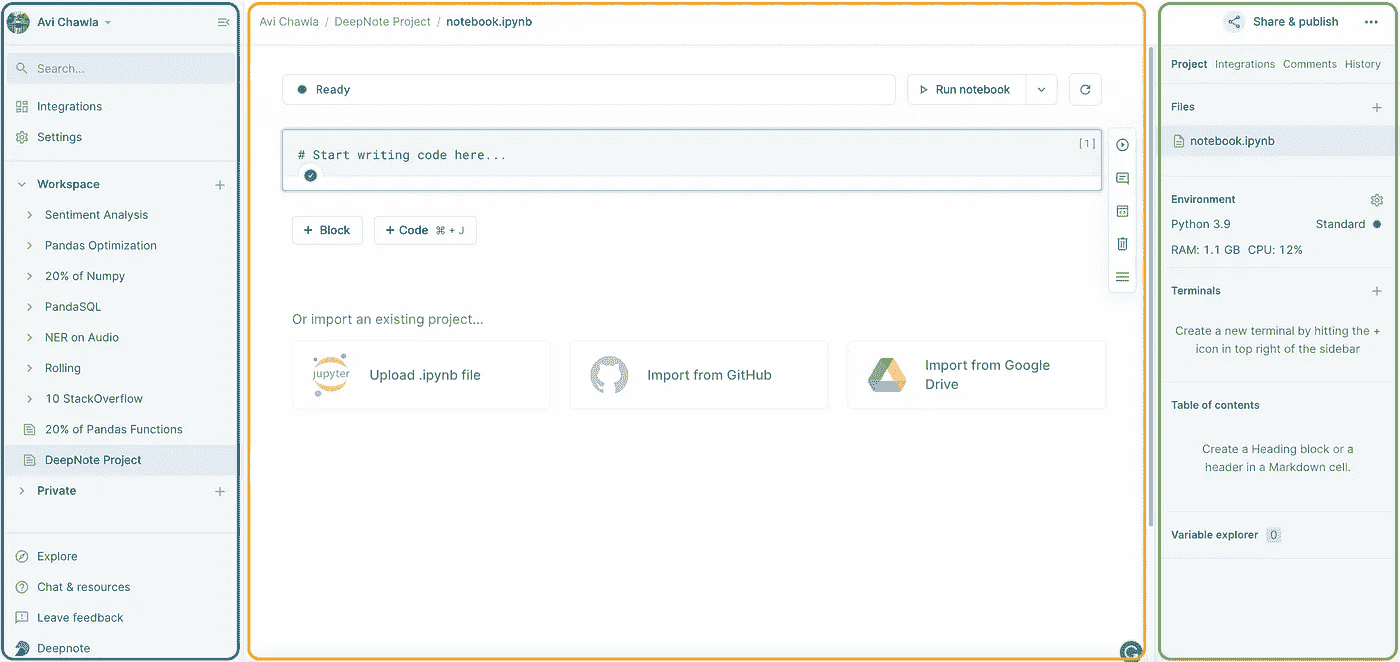 Avi Chawla
Search...
Integrations
Settings
Workspace
Sentiment Analysis
Pandas Optimization
20% of Numpy
PandaSQL
NER on Audio
Rolling
10 StackOverflow
20% of Pandas Functions
DeepNote Project
Private
Explore
Chat & resources
Leave feedback
Deepnote
Avi Chawla / DeepNote Project / notebook.ipynb
Ready
Run notebook
# Start writing code here...
[1]
+ Block
+ Code ⌘ + J
Or import an existing project...
jupyter
Upload .ipynb file
Import from GitHub
Import from Google
Drive
Share & publish
Project Integrations Comments History
Files
notebook.ipynb
Environment
Python 3.9 Standard
RAM: 1.1 GB CPU: 12%
Terminals
Create a new terminal by hitting the +
icon in top right of the sidebar
Table of contents
Create a Heading block or a
header in a Markdown cell.
Variable explorer 0